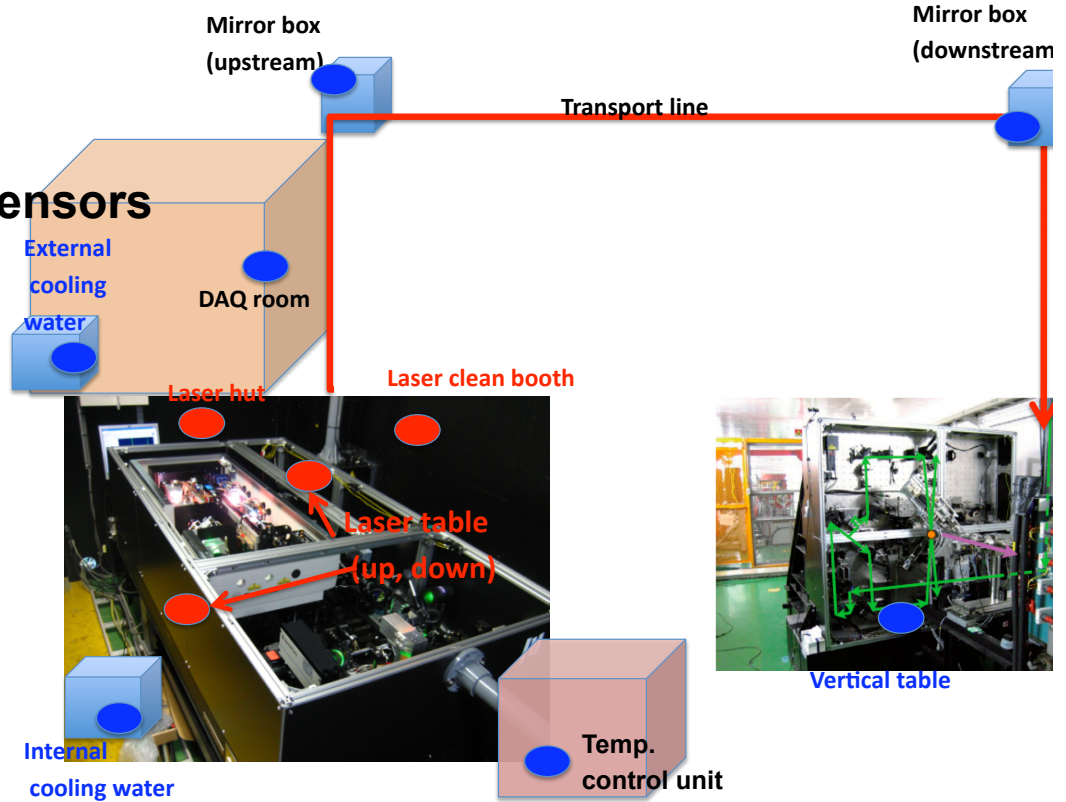 Mirror box
(upstream)
Mirror box
(downstream
Transport line
ensors
External
cooling
water
DAQ room
Laser hut
Laser clean booth
Laser table
(up, down)
Vertical table
Internal
cooling water
Temp.
control unit